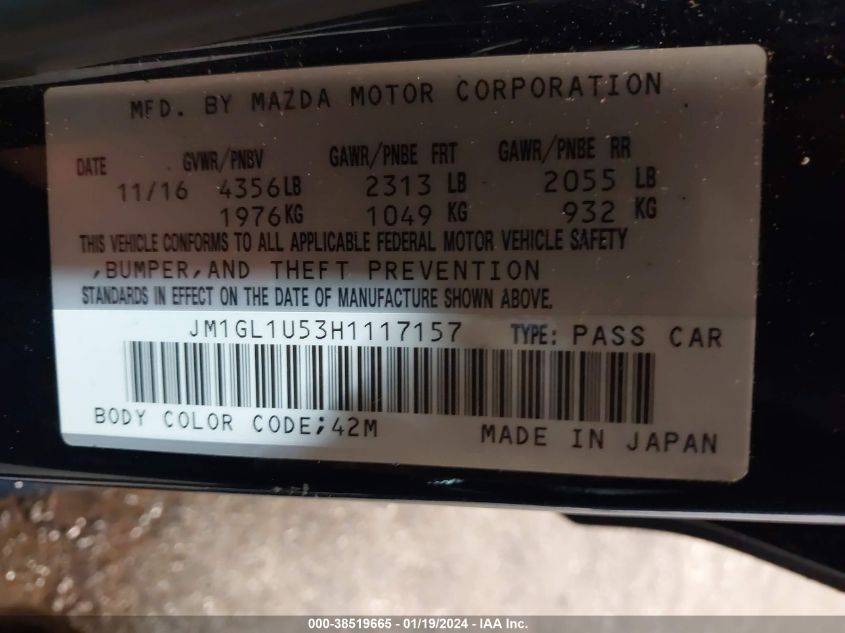 MFD. BY MAZDA MOTOR CORPORATION
DATE GVWR/PNBV GAWR/PNBE FRT GAWR/PNBE RR
11/16 4356LB 2313 LB 2055 LB
1976KG 1049 KG 932 KG
THIS VEHICLE CONFORMS TO ALL APPLICABLE FEDERAL MOTOR VEHICLE SAFETY
,BUMPER,AND THEFT PREVENTION
STANDARDS IN EFFECT ON THE DATE OF MANUFACTURE SHOWN ABOVE.
JM1GL1U53H1117157 TYPE: PASS CAR
BODY COLOR CODE;42M MADE IN JAPAN
000-38519665 - 01/19/2024 - IAA Inc.